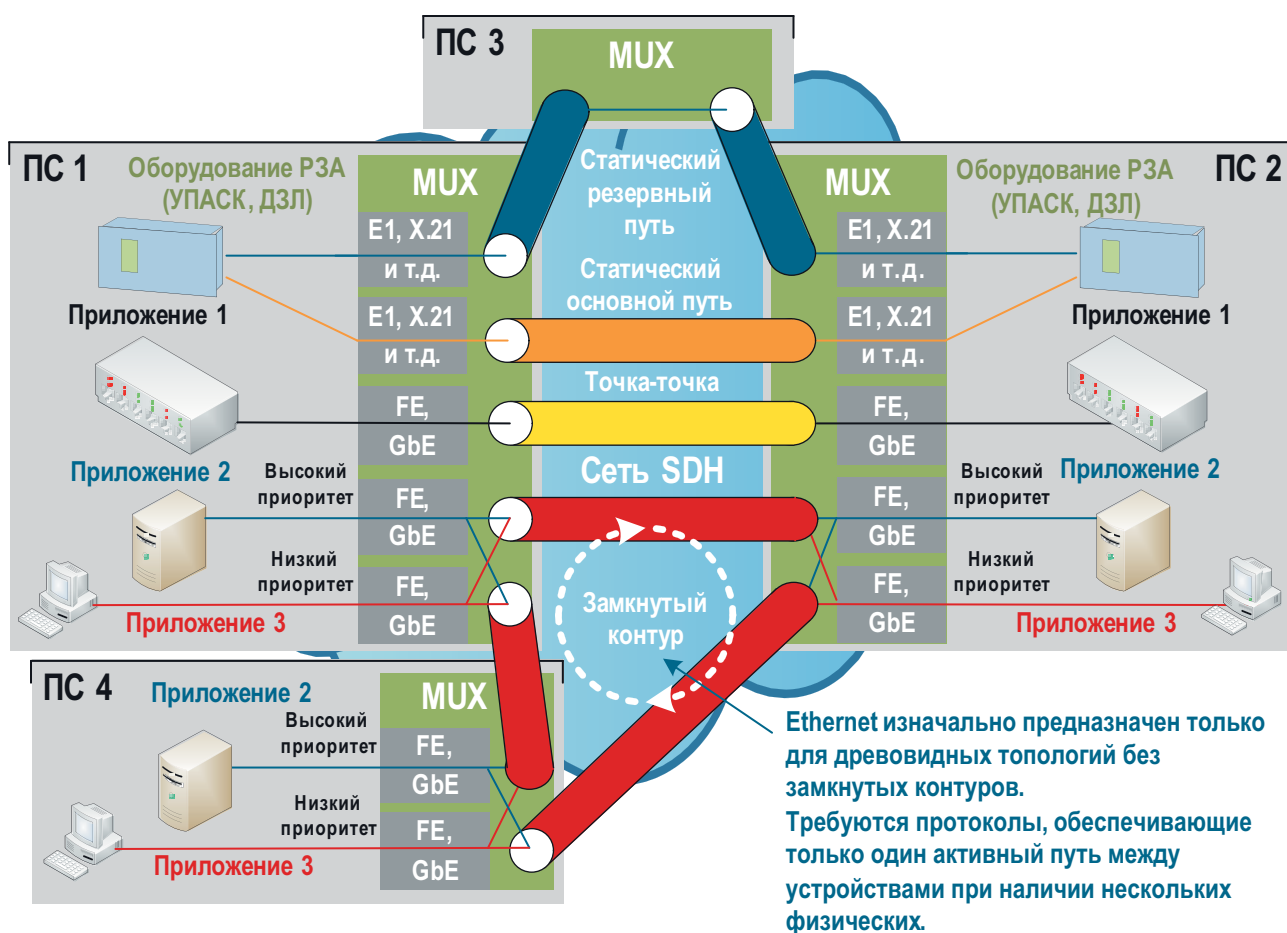 ПС 3
MUX
ПС 1
Оборудование РЗА
(УПАСК, ДЗЛ)
MUX
E1, X.21
и т.д.
Приложение 1
E1, X.21
и т.д.
FE,
GbE
Приложение 2
Высокий
приоритет
FE,
GbE
Низкий
приоритет
FE,
GbE
Приложение 3
Статический
резервный
путь
Статический
основной путь
Точка-точка
Сеть SDH
Замкнутый
контур
MUX
Оборудование РЗА
(УПАСК, ДЗЛ)
ПС 2
E1, X.21
и т.д.
E1, X.21
и т.д.
Приложение 1
FE,
GbE
Высокий
приоритет
Приложение 2
FE,
GbE
Низкий
приоритет
FE,
GbE
Приложение 3
ПС 4
Приложение 2
MUX
Высокий
приоритет
FE,
GbE
Низкий
приоритет
FE,
GbE
Приложение 3
Ethernet изначально предназначен только
для древовидных топологий без
замкнутых контуров.
Требуются протоколы, обеспечивающие
только один активный путь между
устройствами при наличии нескольких
физических.